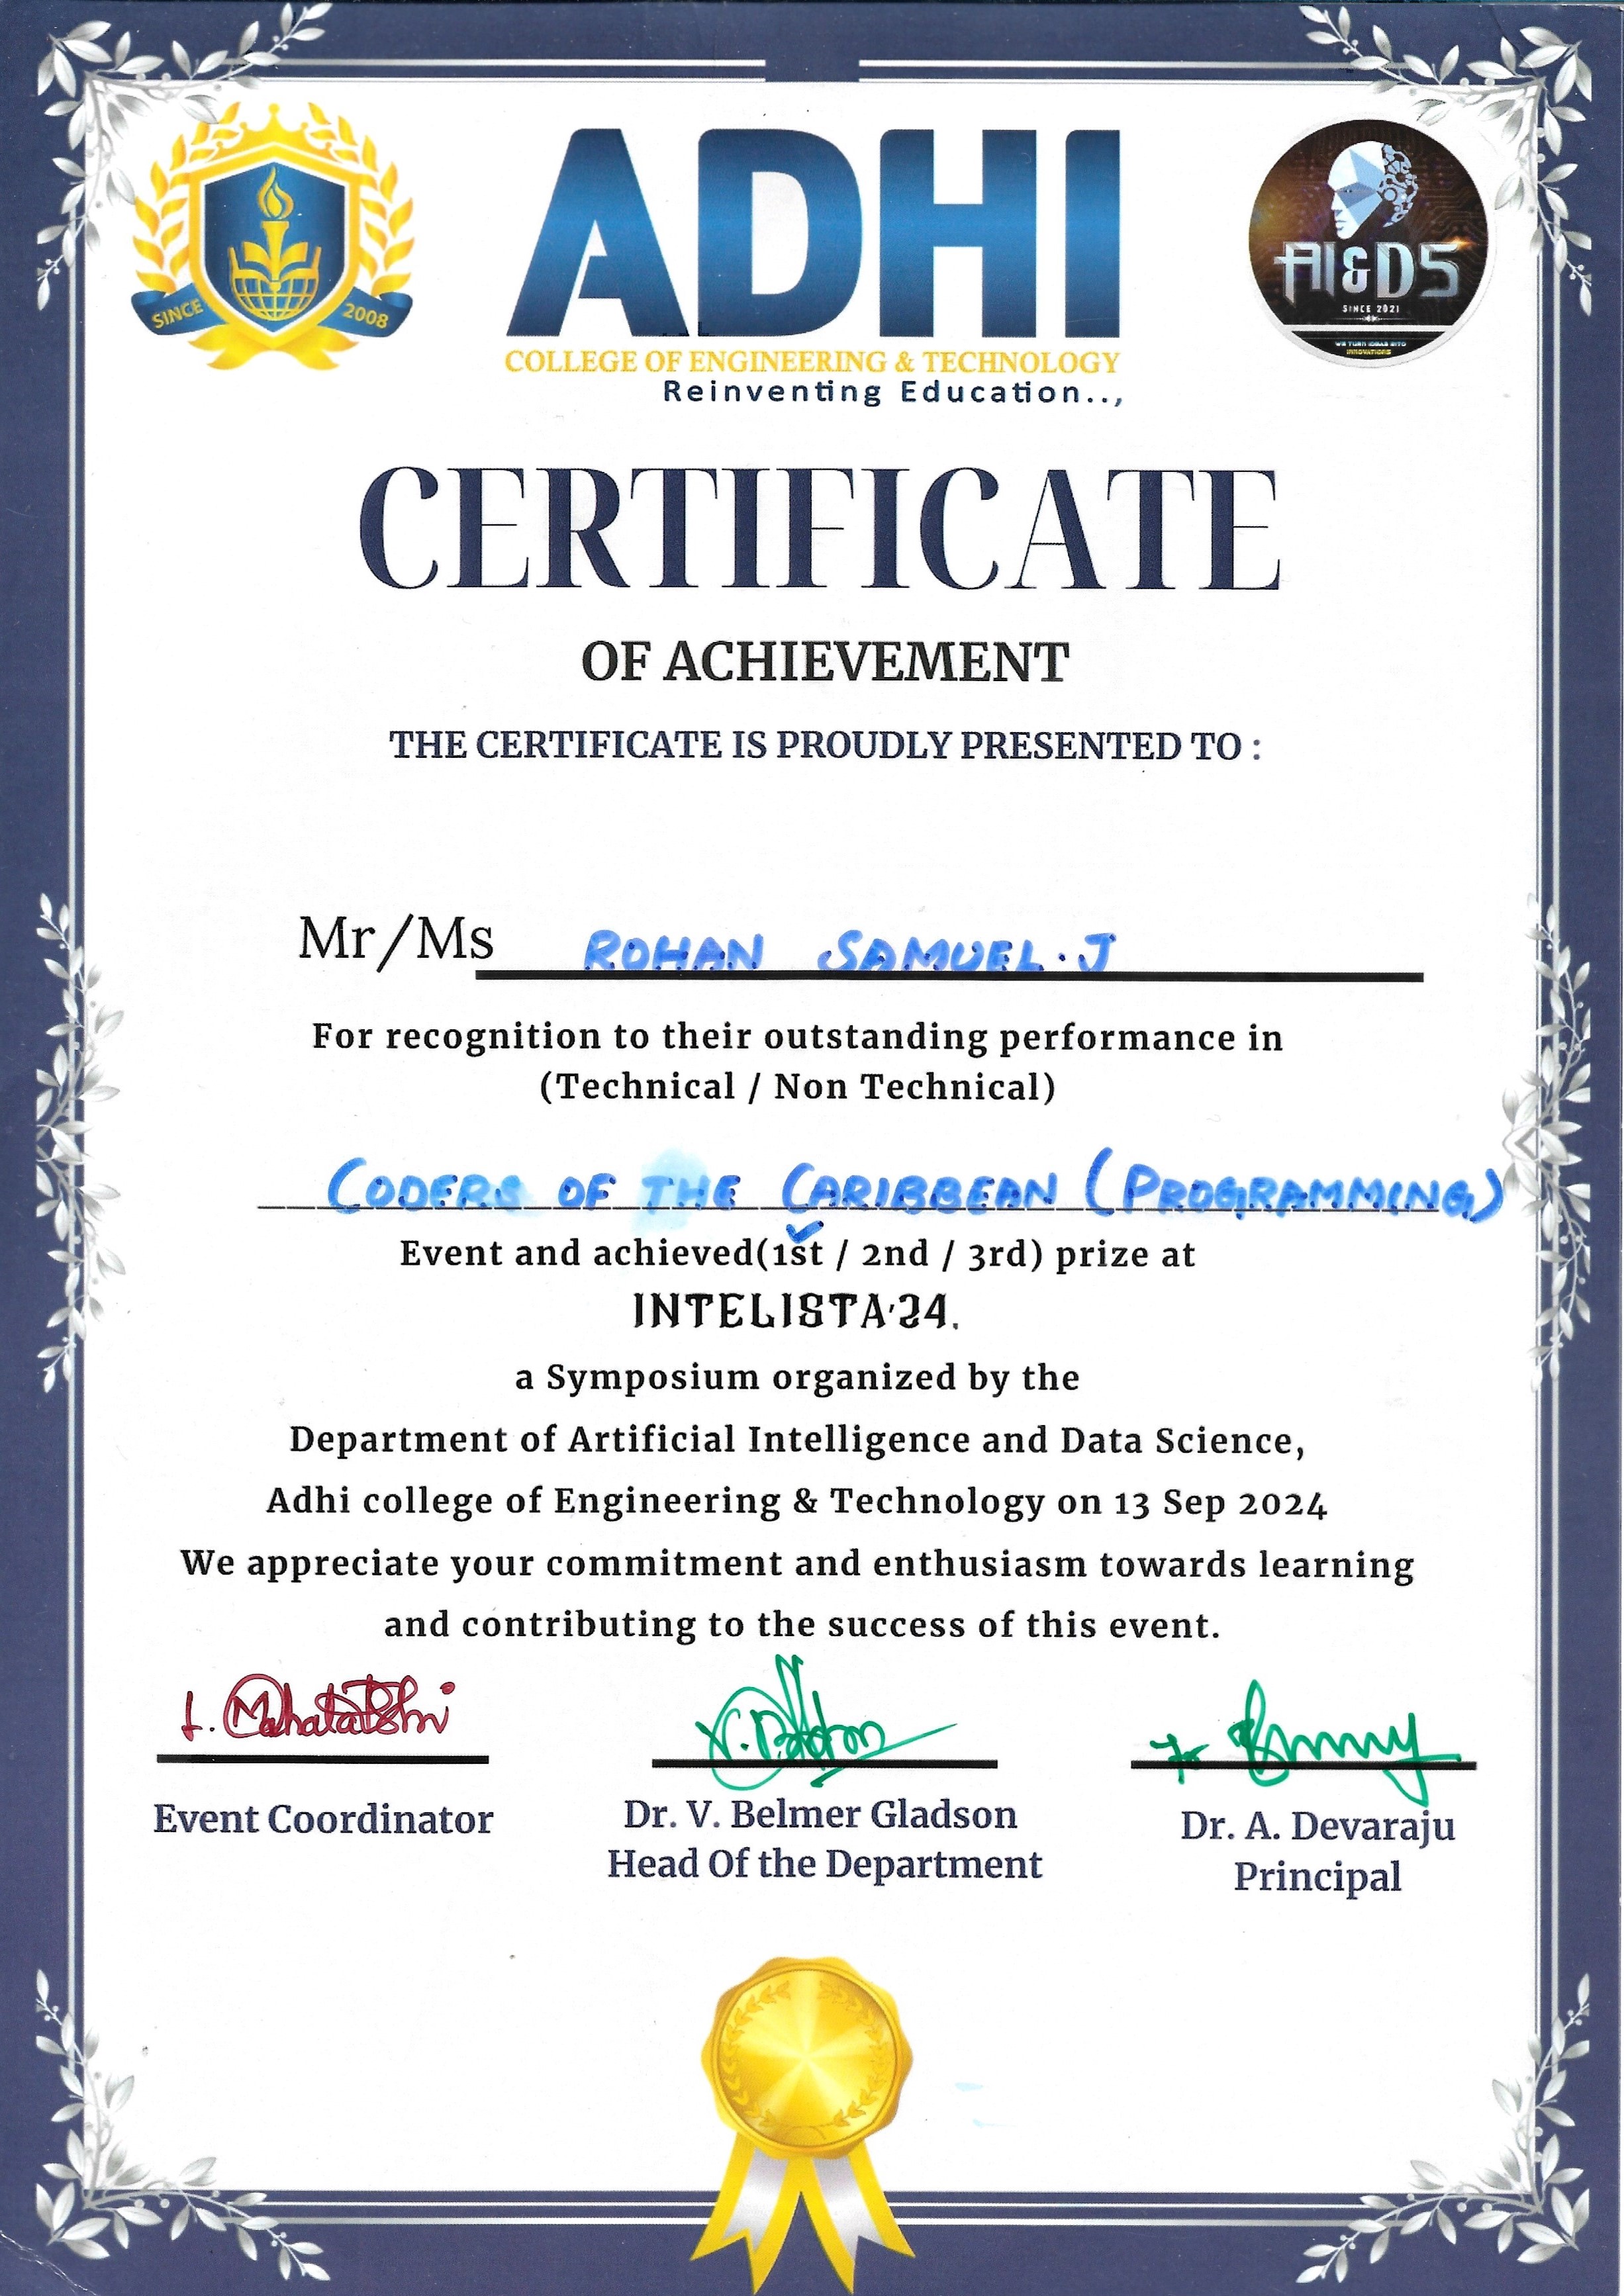 SINCE 2008
ADHI
COLLEGE OF ENGINEERING & TECHNOLOGY
Reinventing Education..,
AI&DS
SINCE 2021
WE TURN IDEAS INTO
INNOVATIONS
CERTIFICATE
OF ACHIEVEMENT
THE CERTIFICATE IS PROUDLY PRESENTED TO :
Mr/Ms ROHAN SAMUEL.J
For recognition to their outstanding performance in
(Technical / Non Technical)
CODERS OF THE CARIBBEAN (PROGRAMMING)
Event and achieved(1st / 2nd / 3rd) prize at
INTELISTA'24.
a Symposium organized by the
Department of Artificial Intelligence and Data Science,
Adhi college of Engineering & Technology on 13 Sep 2024
We appreciate your commitment and enthusiasm towards learning
and contributing to the success of this event.
Event Coordinator
Dr. V. Belmer Gladson
Head Of the Department
Dr. A. Devaraju
Principal